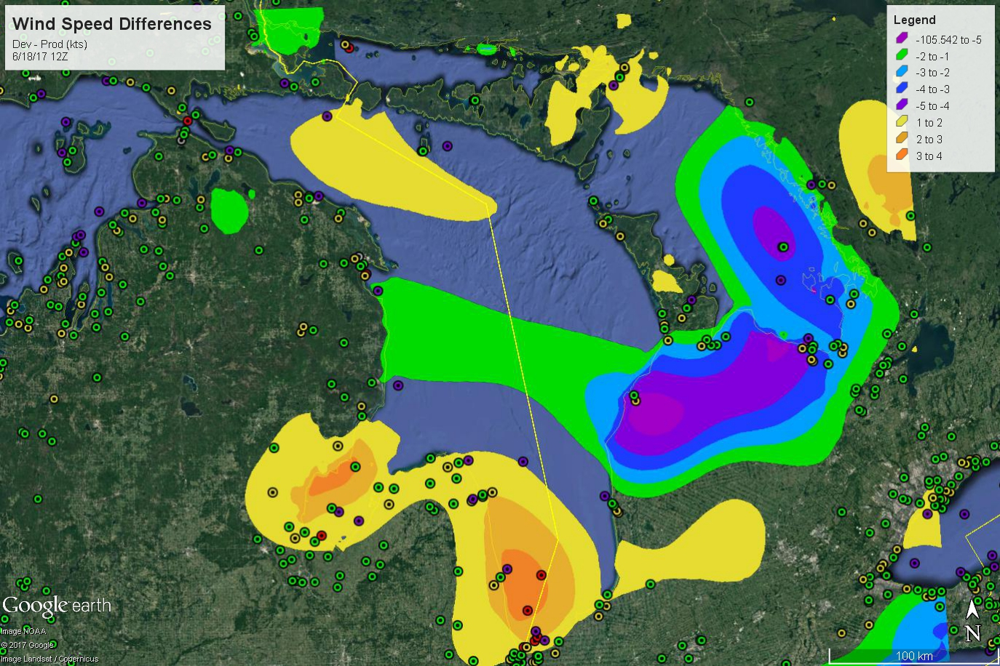 Wind Speed Differences
Dev - Prod (kts)
6/18/17 12Z
Legend
-105.542 to -5
-2 to -1
-3 to -2
-4 to -3
-5 to -4
1 to 2
2 to 3
3 to 4
Google earth
Image NOAA
© 2017 Google
Image Landsat / Copernicus
N
100 km